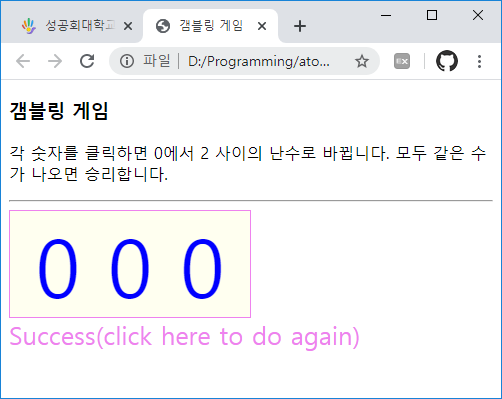 성공회대학교
갬블링 게임
파일 | D:/Programming/ato...
EX
갬블링 게임
각 숫자를 클릭하면 0에서 2 사이의 난수로 바뀝니다. 모두 같은 수
가 나오면 승리합니다.
0 0 0
Success(click here to do again)